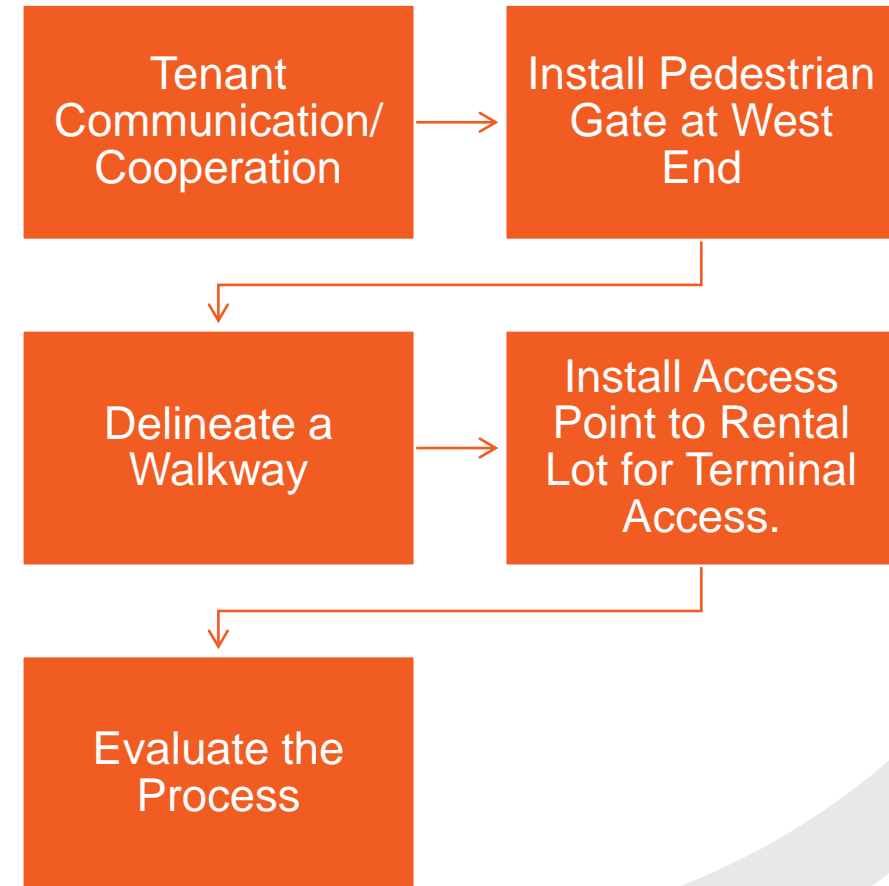 Tenant
Communication/
Cooperation
Install Pedestrian
Gate at West
End
Delineate a
Walkway
Install Access
Point to Rental
Lot for Terminal
Access.
Evaluate the
Process